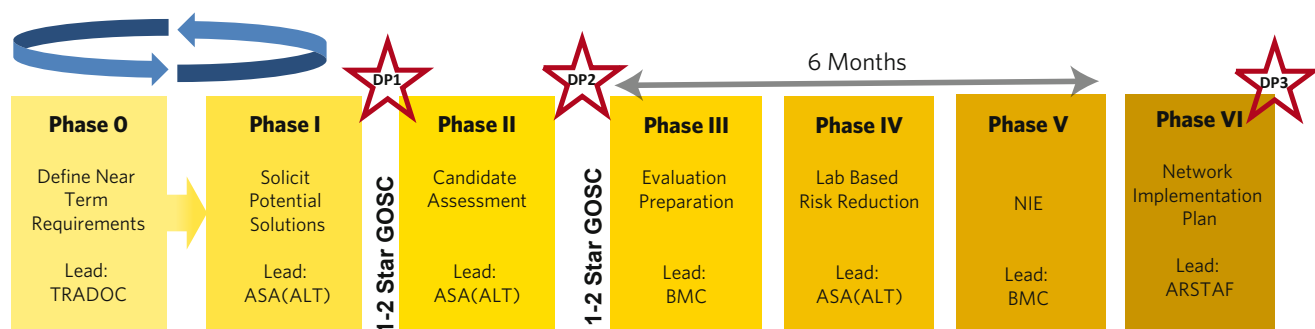 DP1
DP2
6 Months
DP3
Phase 0
Define Near
Term
Requirements
Lead:
TRADOC
Phase I
Solicit
Potential
Solutions
Lead:
ASA(ALT)
1-2 Star GOSC
Phase II
Candidate
Assessment
Lead:
ASA(ALT)
1-2 Star GOSC
Phase III
Evaluation
Preparation
Lead:
BMC
Phase IV
Lab Based
Risk Reduction
Lead:
ASA(ALT)
Phase V
NIE
Lead:
BMC
Phase VI
Network
Implementation
Plan
Lead:
ARSTAF